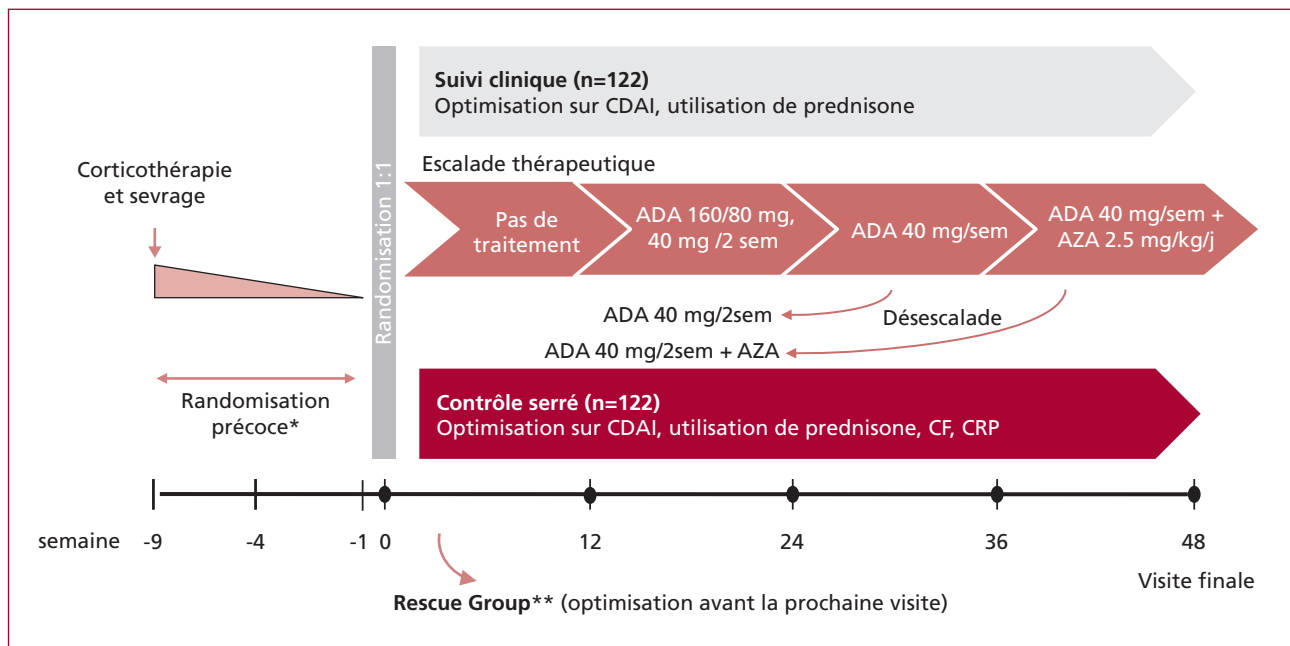 Suivi clinique (n=122)
Optimisation sur CDAI, utilisation de prednisone
Corticothérapie
et sevrage
Randomisation 1:1
Escalade thérapeutique
Pas de
traitement
ADA 160/80 mg,
40 mg /2 sem
ADA 40 mg/sem
ADA 40 mg/sem +
AZA 2.5 mg/kg/j
ADA 40 mg/2sem
Désescalade
ADA 40 mg/2sem + AZA
Randomisation
précoce*
Contrôle serré (n=122)
Optimisation sur CDAI, utilisation de prednisone, CF, CRP
semaine -9 -4 -1 0 12 24 36 48
Visite finale
Rescue Group** (optimisation avant la prochaine visite)